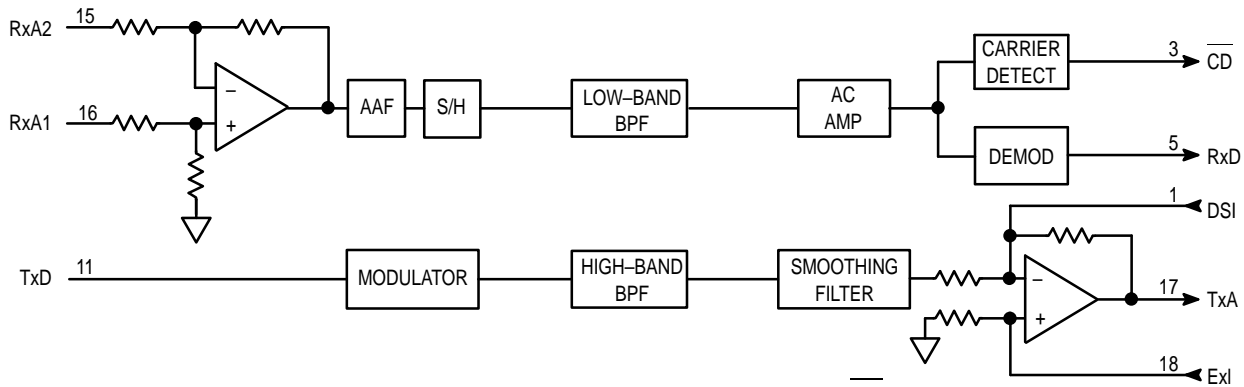 RxA2 15
RxA1 16
AAF
S/H
LOW–BAND
BPF
AC
AMP
CARRIER
DETECT
3 CD
DEMOD
5 RxD
TxD 11
MODULATOR
HIGH–BAND
BPF
SMOOTHING
FILTER
1 DSI
– +
– +
17 TxA
18 ExI